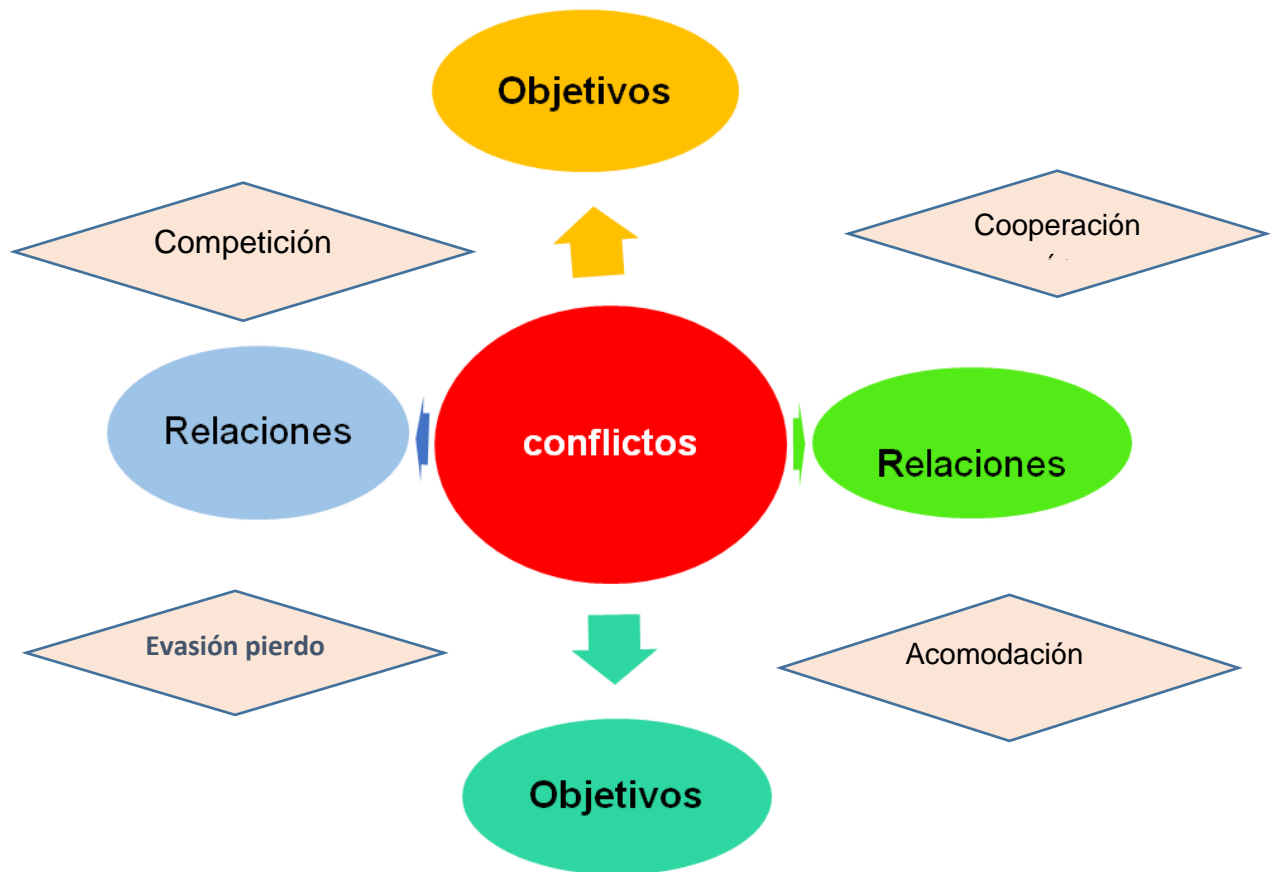 Objetivos
Competición
Cooperación
Relaciones
conflictos
Relaciones
Evasión pierdo
Acomodación
Objetivos